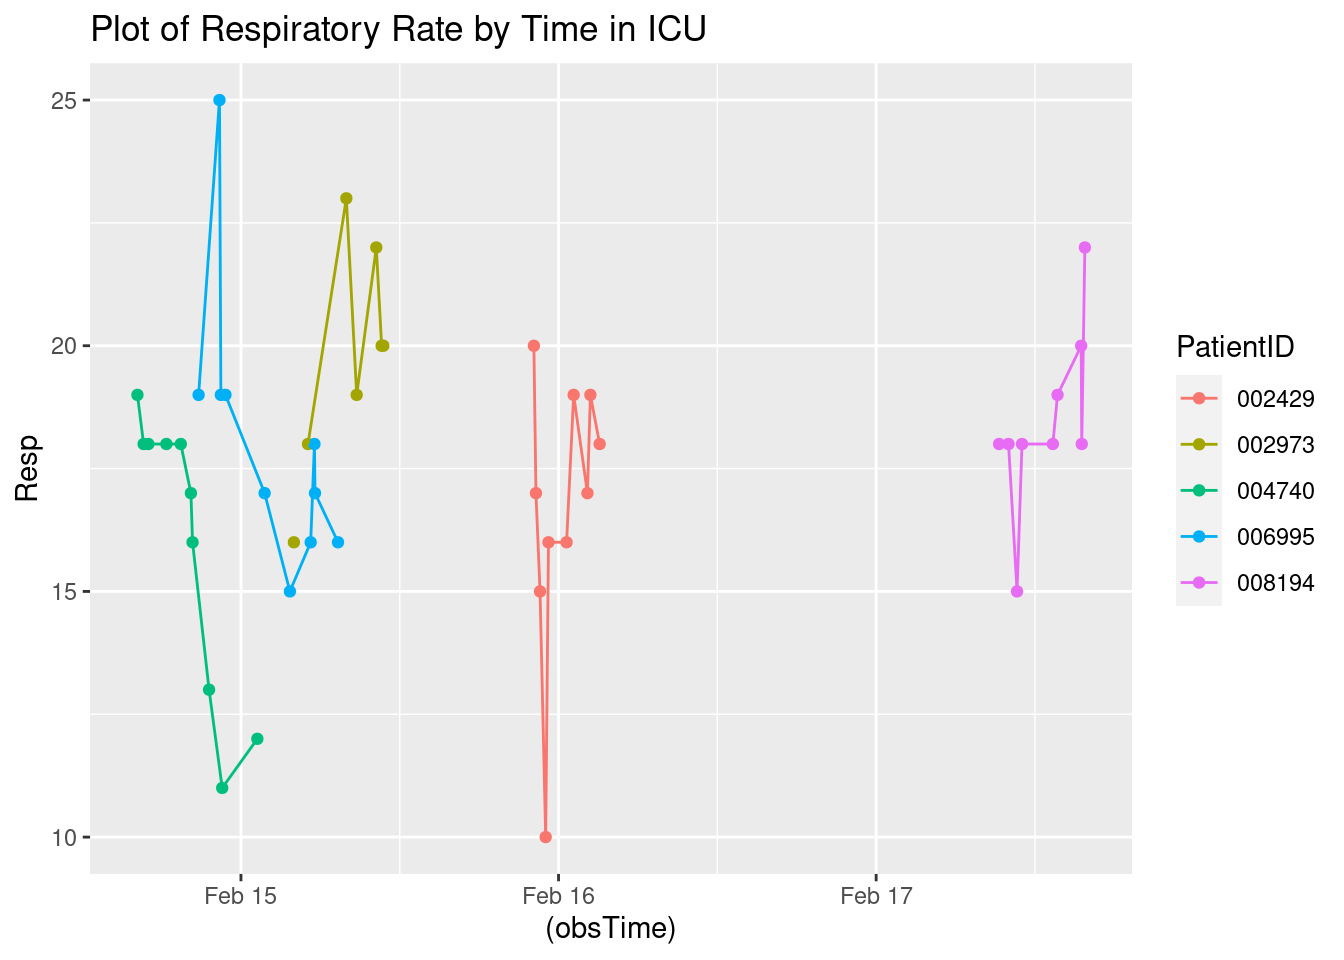 Plot of Respiratory Rate by Time in ICU
25
20
15
10
Resp
Feb 15
Feb 16
Feb 17
(obsTime)
PatientID
002429
002973
004740
006995
008194